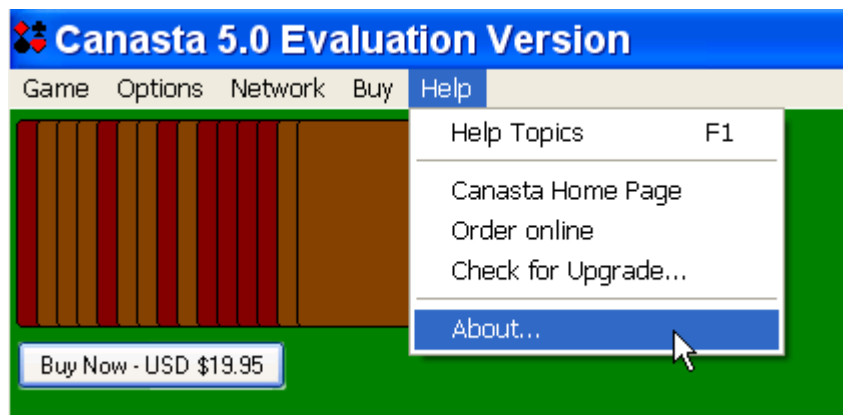 Canasta 5.0 Evaluation Version
Game Options Network Buy Help
Help Topics F1
Canasta Home Page
Order online
Check for Upgrade...
About...
Buy Now - USD $19.95